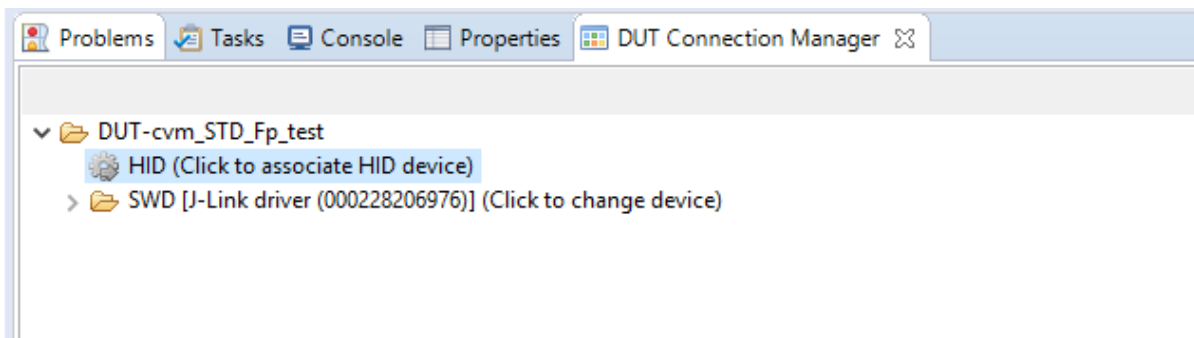 Problems Tasks Console Properties DUT Connection Manager
DUT-cvm_STD_Fp_test
HID (Click to associate HID device)
SWD [J-Link driver (000228206976)] (Click to change device)